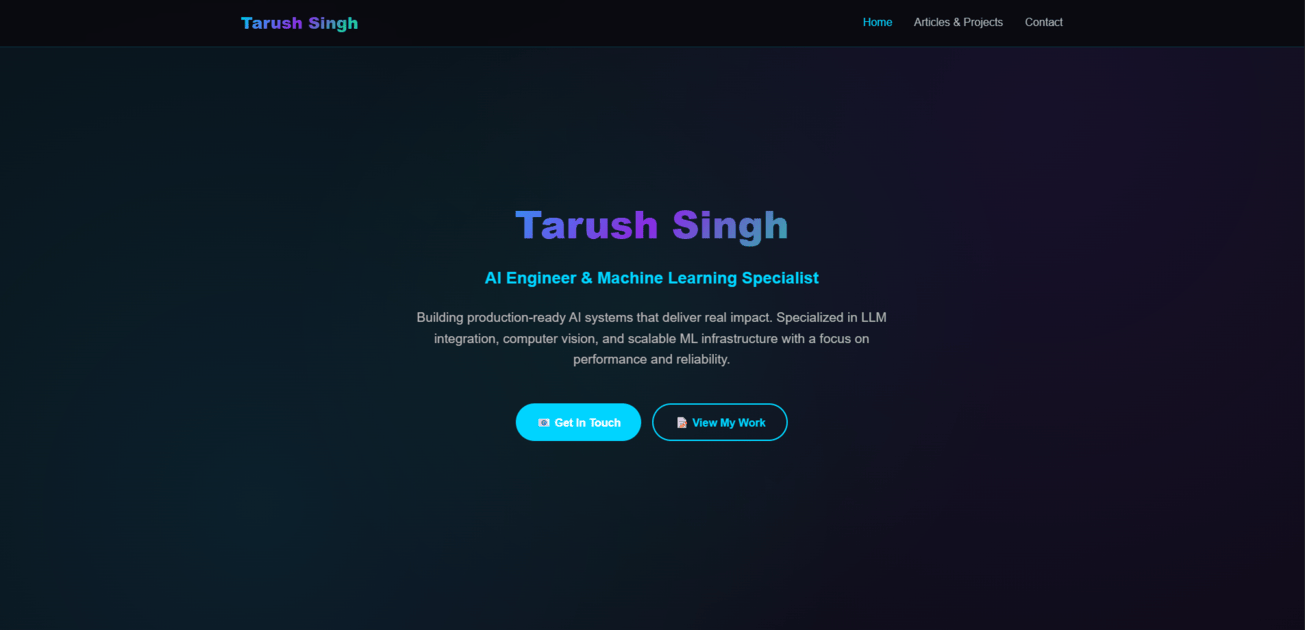 Tarush Singh
Home Articles & Projects Contact
Tarush Singh
AI Engineer & Machine Learning Specialist
Building production-ready AI systems that deliver real impact. Specialized in LLM
integration, computer vision, and scalable ML infrastructure with a focus on
performance and reliability.
📧 Get In Touch
📝 View My Work